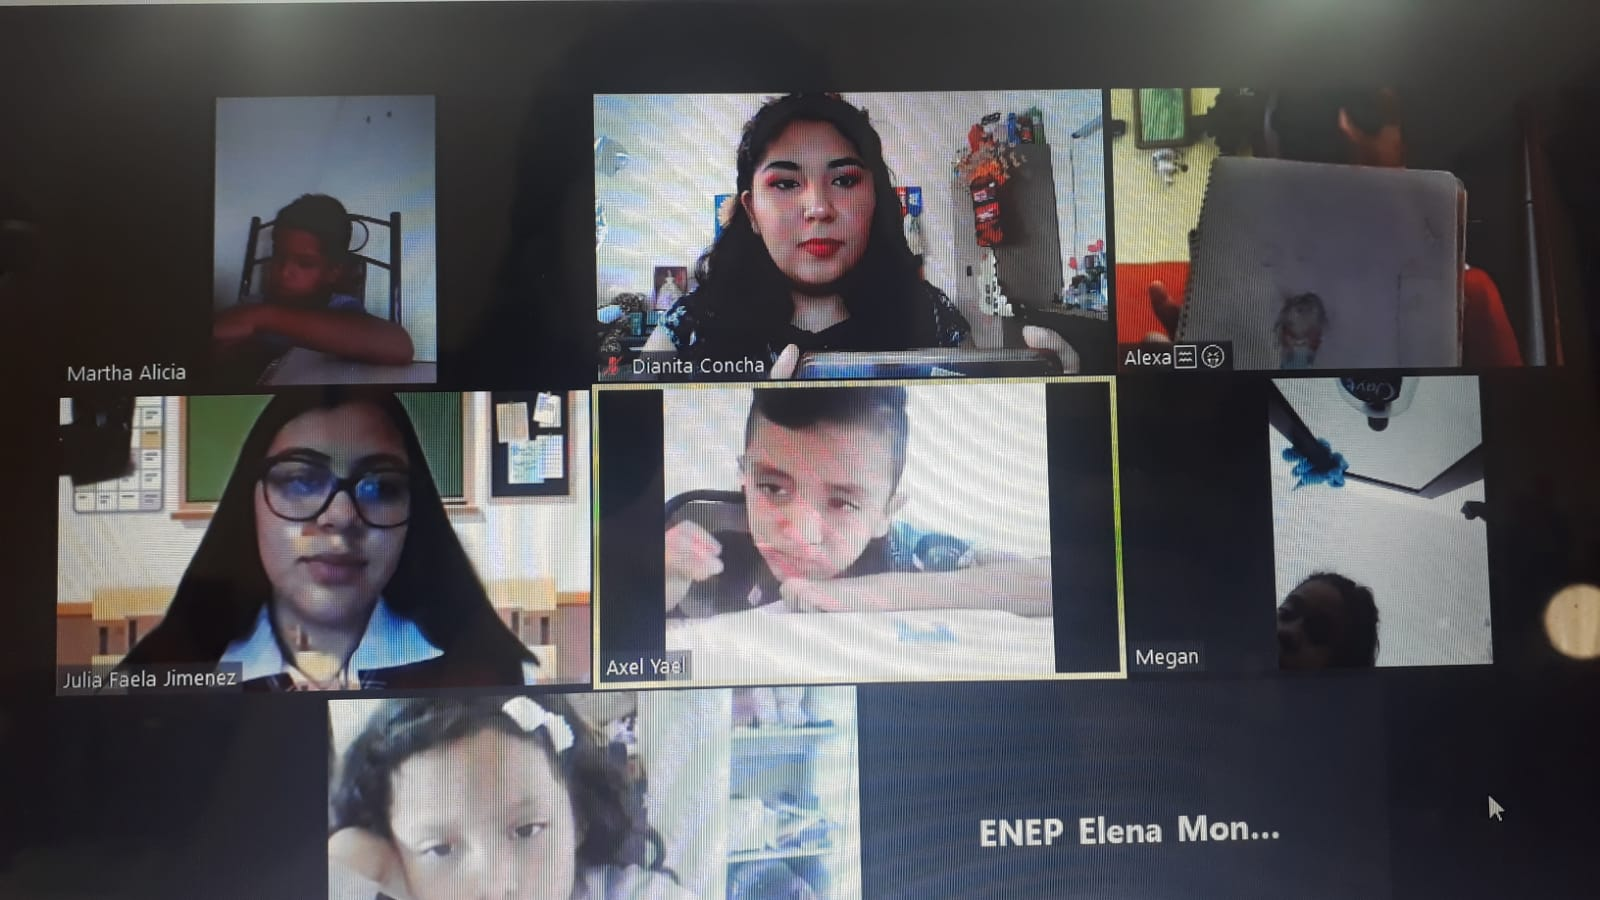 Martha Alicia
Dianita Concha
Alexa
Julia Faela Jimenez
Axel Yael
Megan
ENEP Elena Mon...